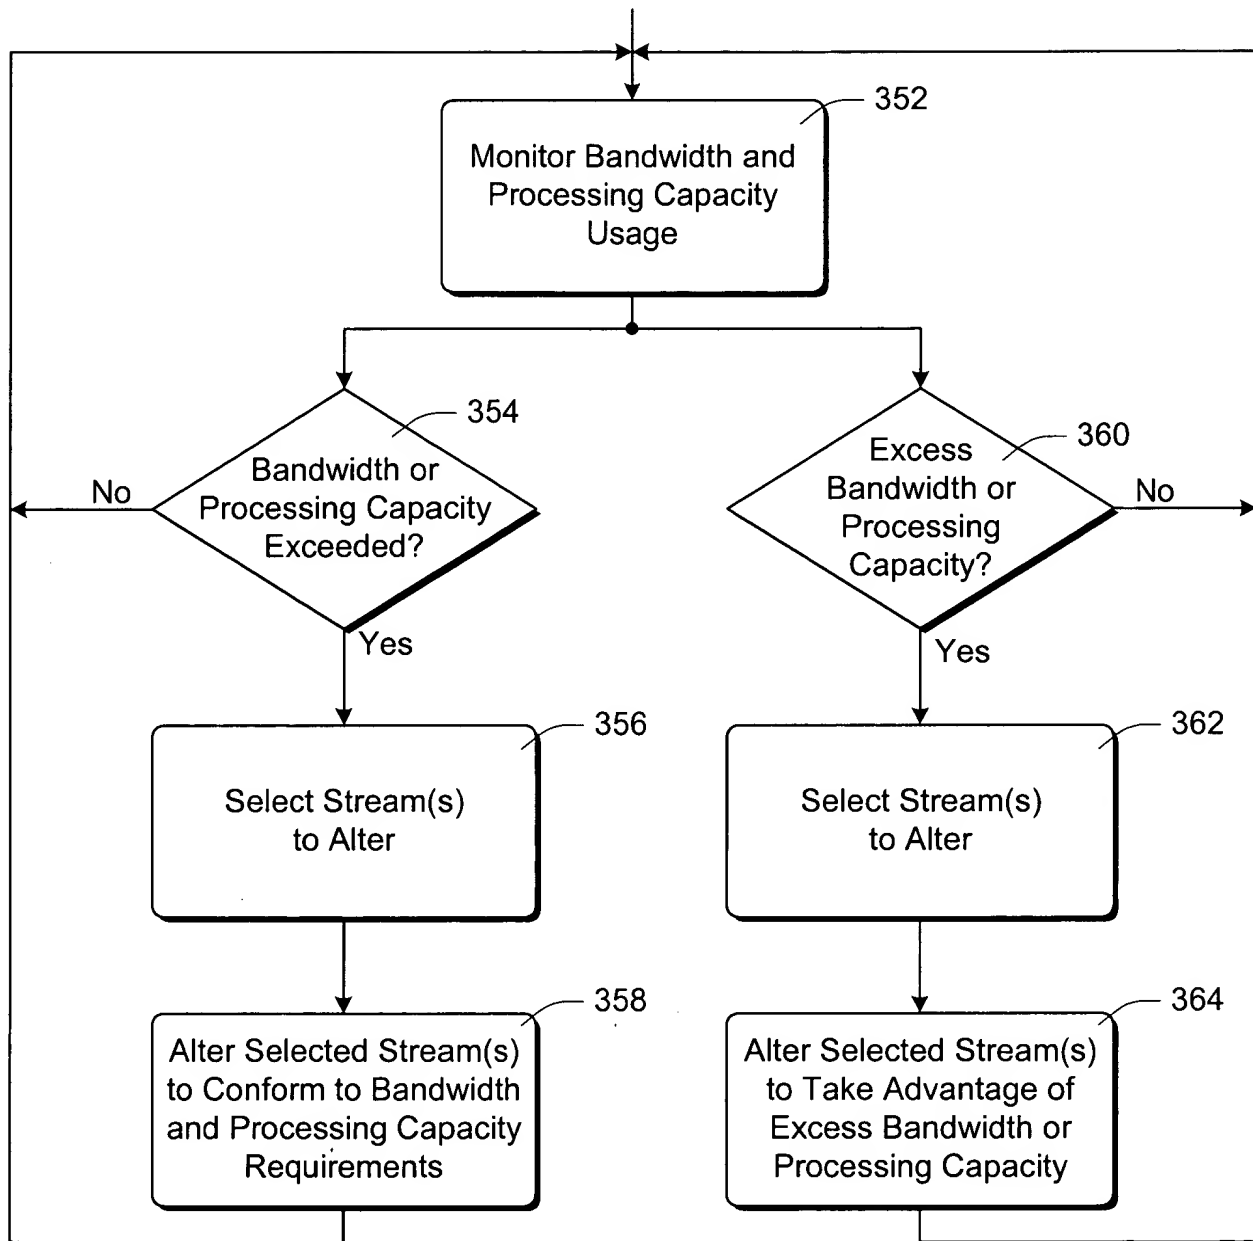 352
Monitor Bandwidth and
Processing Capacity
Usage
354
Bandwidth or
Processing Capacity
Exceeded?
No
Yes
360
Excess
Bandwidth or
Processing
Capacity?
No
Yes
356
Select Stream(s)
to Alter
362
Select Stream(s)
to Alter
358
Alter Selected Stream(s)
to Conform to Bandwidth
and Processing Capacity
Requirements
364
Alter Selected Stream(s)
to Take Advantage of
Excess Bandwidth or
Processing Capacity